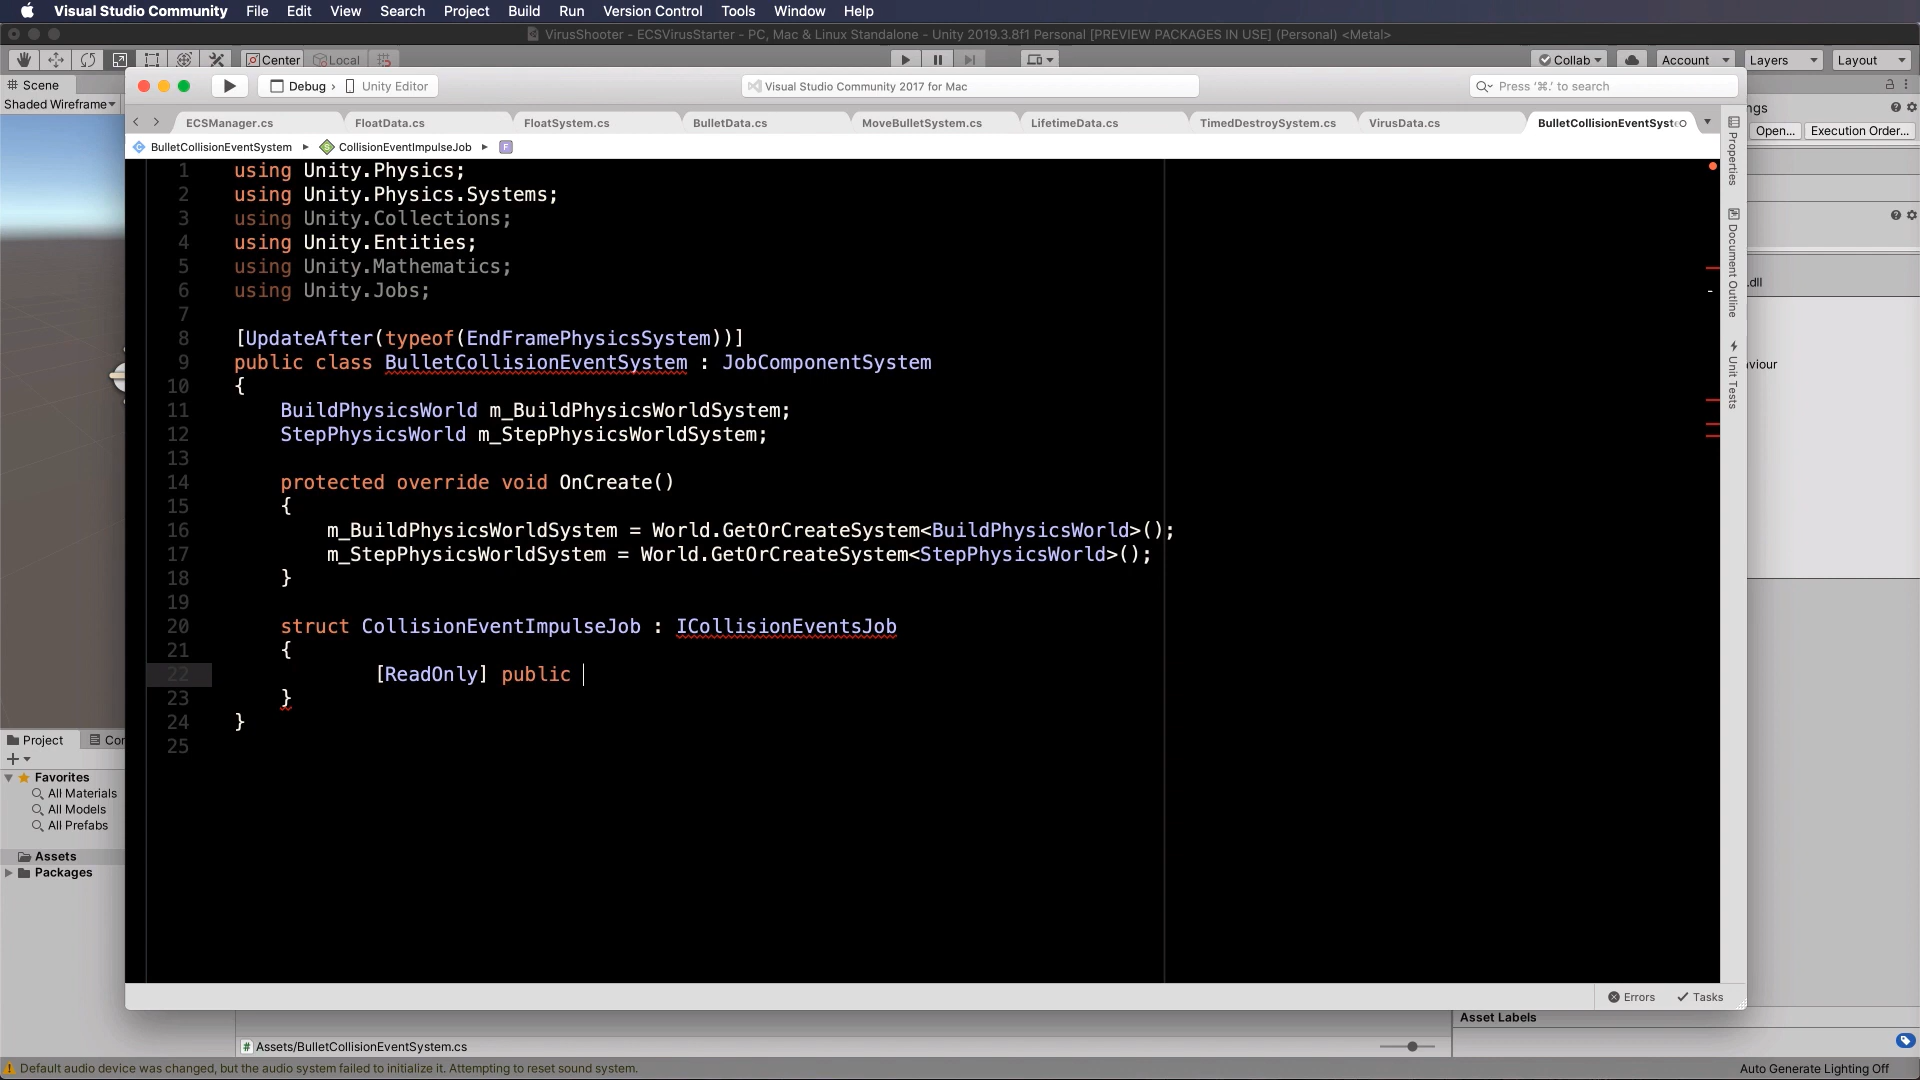 Visual Studio Community File Edit View Search Project Build Run Version Control Tools Window Help
VirusShooter - ECSVirusStarter - PC, Mac & Linux Standalone - Unity 2019.3.8f1 Personal [PREVIEW PACKAGES IN USE] (Personal) <Metal>
Center Local Collab Account Layers Layout
Scene
Shaded Wireframe
Debug › Unity Editor
Visual Studio Community 2017 for Mac
Press '⌘.' to search
ECSManager.cs FloatData.cs FloatSystem.cs BulletData.cs MoveBulletSystem.cs LifetimeData.cs TimedDestroySystem.cs VirusData.cs BulletCollisionEventSyst
BulletCollisionEventSystem CollisionEventImpulseJob F
1 using Unity.Physics;
2 using Unity.Physics.Systems;
3 using Unity.Collections;
4 using Unity.Entities;
5 using Unity.Mathematics;
6 using Unity.Jobs;
7
8 [UpdateAfter(typeof(EndFramePhysicsSystem))]
9 public class BulletCollisionEventSystem : JobComponentSystem
10 {
11 BuildPhysicsWorld m_BuildPhysicsWorldSystem;
12 StepPhysicsWorld m_StepPhysicsWorldSystem;
13
14 protected override void OnCreate()
15 {
16 m_BuildPhysicsWorldSystem = World.GetOrCreateSystem<BuildPhysicsWorld>();
17 m_StepPhysicsWorldSystem = World.GetOrCreateSystem<StepPhysicsWorld>();
18 }
19
20 struct CollisionEventImpulseJob : ICollisionEventsJob
21 {
22 [ReadOnly] public
23 }
24 }
25
Properties
Document Outline
Unit Tests
ngs
Open... Execution Order...
.dll
aviour
Project Con
Favorites
All Materials
All Models
All Prefabs
Assets
Packages
Errors Tasks
Asset Labels
Assets/BulletCollisionEventSystem.cs
Default audio device was changed, but the audio system failed to initialize it. Attempting to reset sound system.
Auto Generate Lighting Off